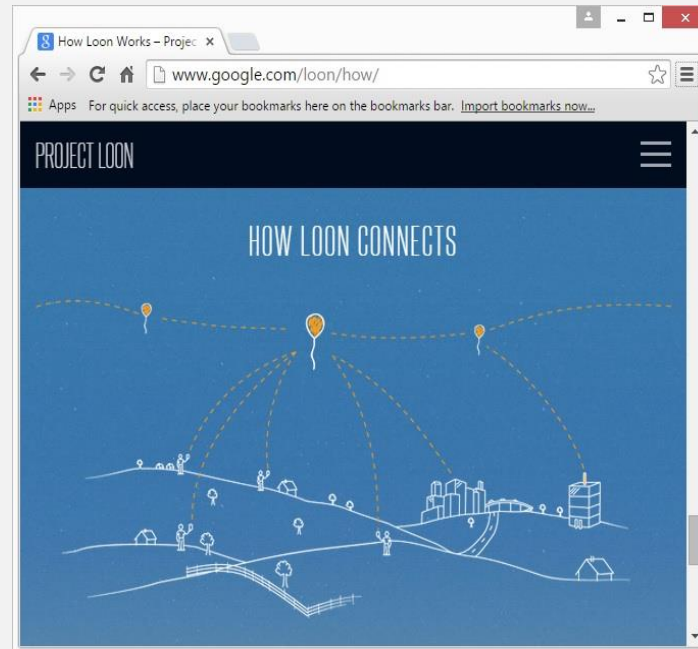 How Loon Works – Projec
www.google.com/loon/how/
Apps For quick access, place your bookmarks here on the bookmarks bar. Import bookmarks now...
PROJECT LOON
HOW LOON CONNECTS